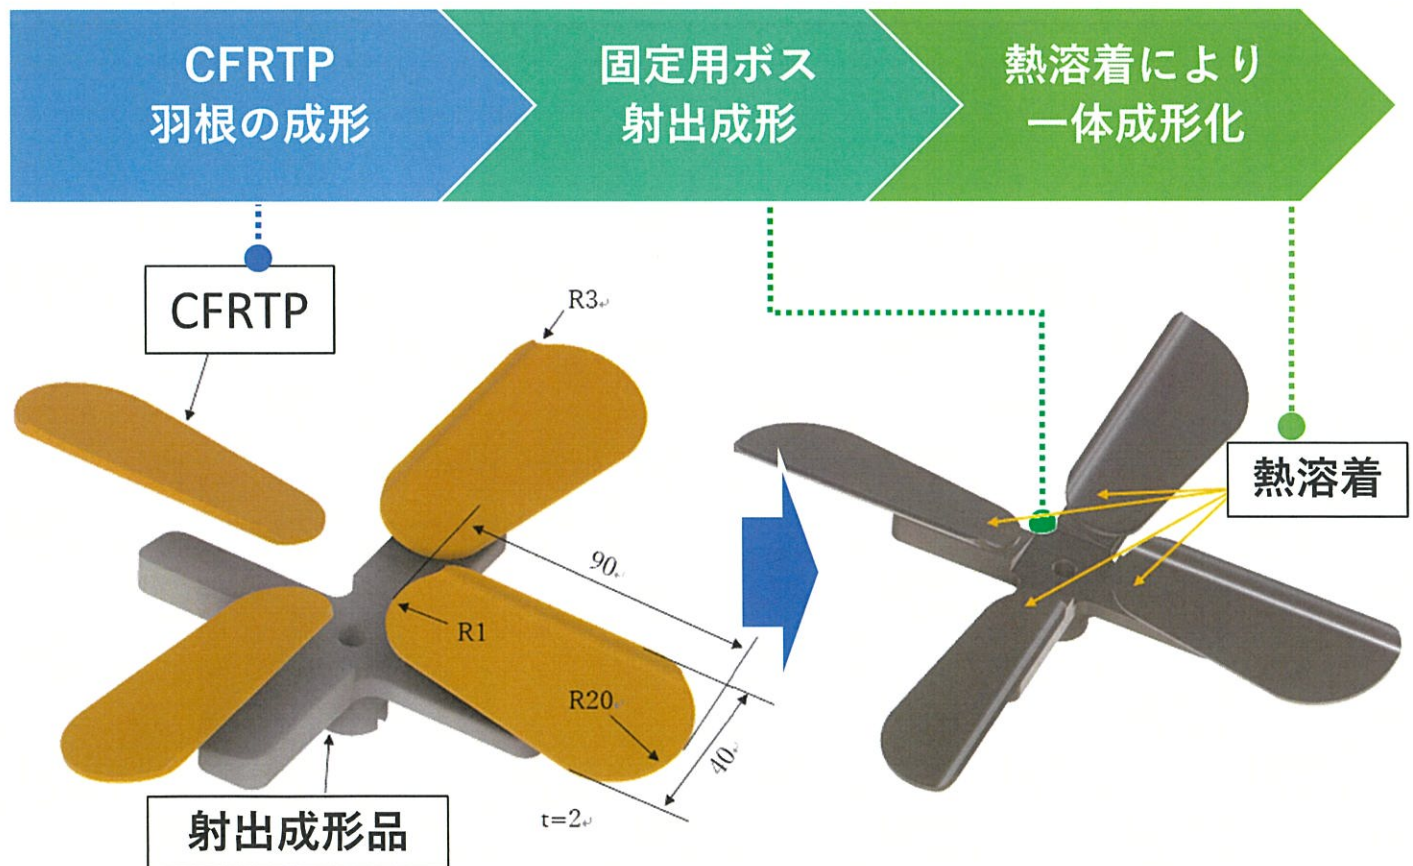 CFRTP
羽根の成形
固定用ボス
射出成形
熱溶着により
一体成形化
CFRTP
R3
90
R1
R20
40
t=2
射出成形品
熱溶着